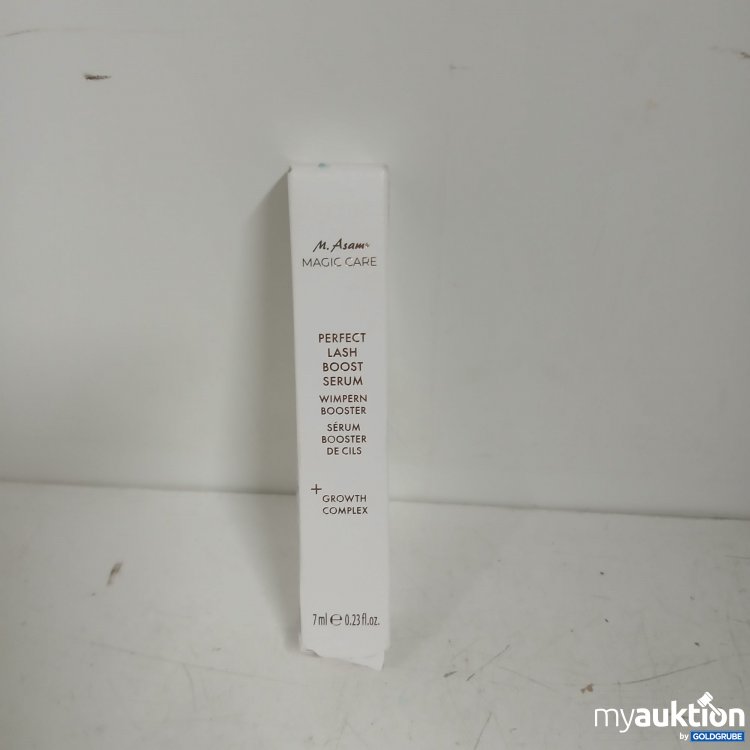 M. Asam®
MAGIC CARE
PERFECT
LASH
BOOST
SERUM
WIMPERN
BOOSTER
SÉRUM
BOOSTER
DE CILS
+
GROWTH
COMPLEX
7 ml ℮ 0.23 fl.oz.
myauktion
by GOLDGRUBE